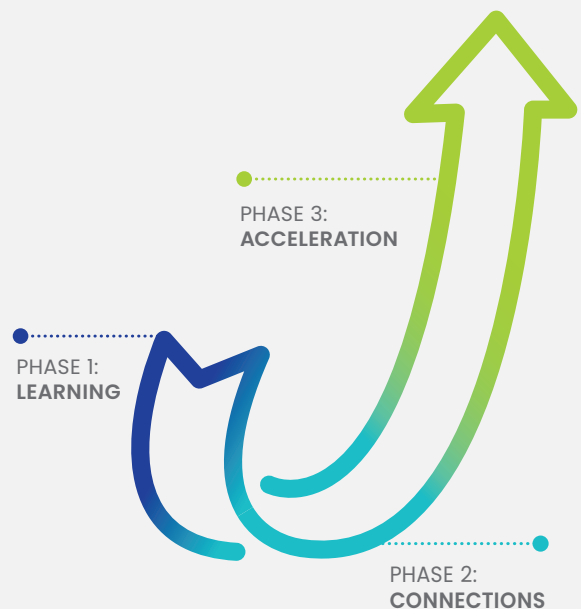 PHASE 3:
ACCELERATION
PHASE 1:
LEARNING
PHASE 2:
CONNECTIONS